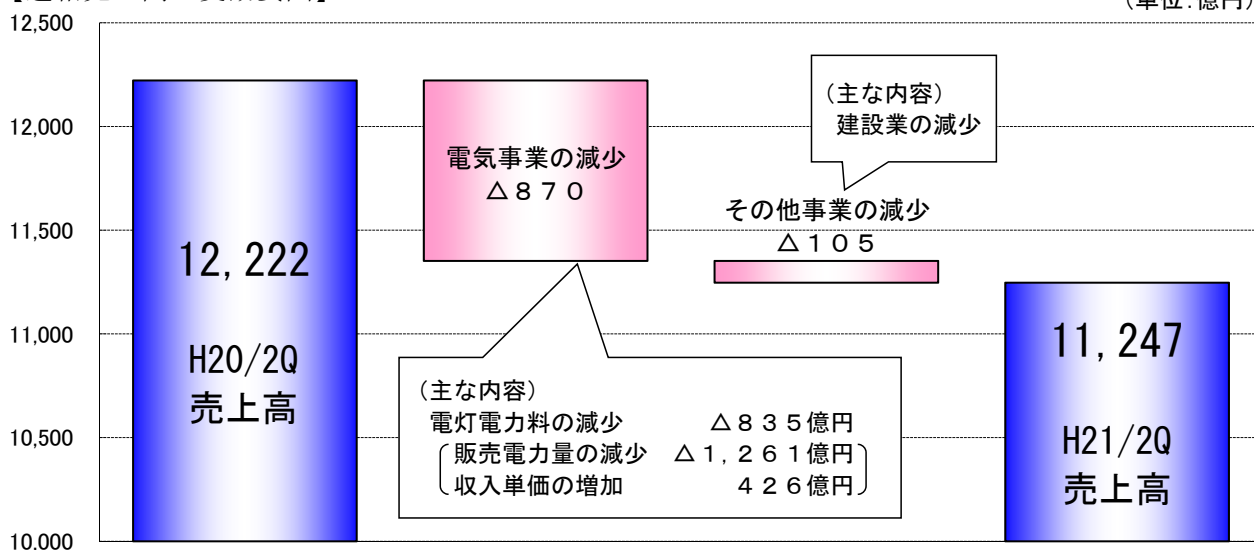 （単位：億円）
12,500
12,000
11,500
11,000
10,500
10,000
12,222
H20/2Q
売上高
電気事業の減少
△８７０
（主な内容）
建設業の減少
その他事業の減少
△１０５
（主な内容）
電灯電力料の減少 △８３５億円
販売電力量の減少 △１,２６１億円
収入単価の増加 ４２６億円
11,247
H21/2Q
売上高